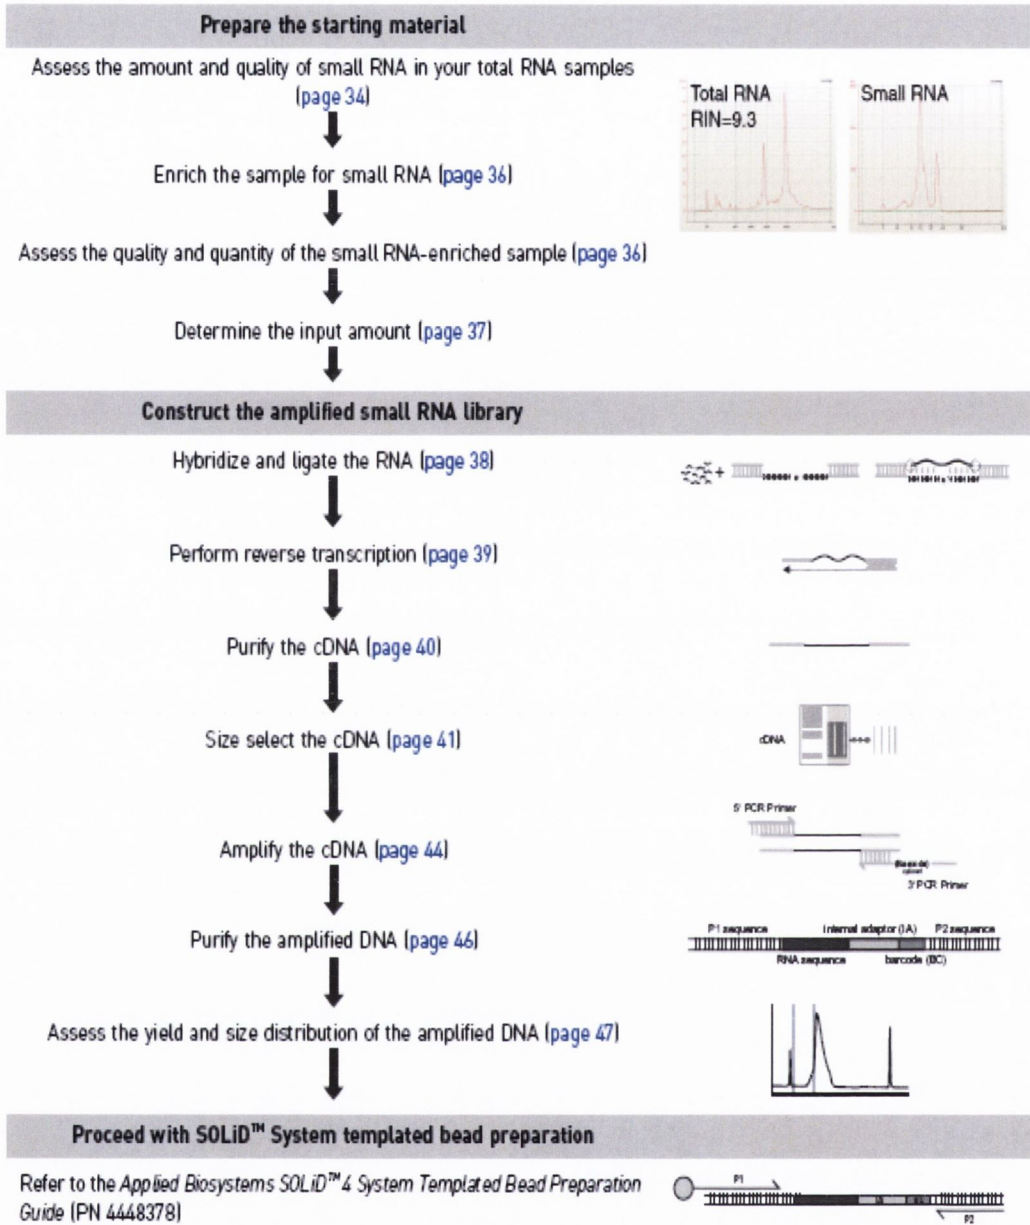 Prepare the starting material
Assess the amount and quality of small RNA in your total RNA samples
(page 34)
Total RNA
RIN=9.3
Small RNA
Enrich the sample for small RNA (page 36)
Assess the quality and quantity of the small RNA-enriched sample (page 36)
Determine the input amount (page 37)
Construct the amplified small RNA library
Hybridize and ligate the RNA (page 38)
+
Perform reverse transcription (page 39)
Purify the cDNA (page 40)
Size select the cDNA (page 41)
cDNA
Amplify the cDNA (page 44)
5' PCR Primer
3' PCR Primer
Purify the amplified DNA (page 46)
P1 sequence
internal adaptor (IA)
P2 sequence
RNA sequence
barcode (BC)
Assess the yield and size distribution of the amplified DNA (page 47)
Proceed with SOLiD™ System templated bead preparation
Refer to the Applied Biosystems SOLiD™ 4 System Templated Bead Preparation
Guide (PN 4448378)
P1
P2